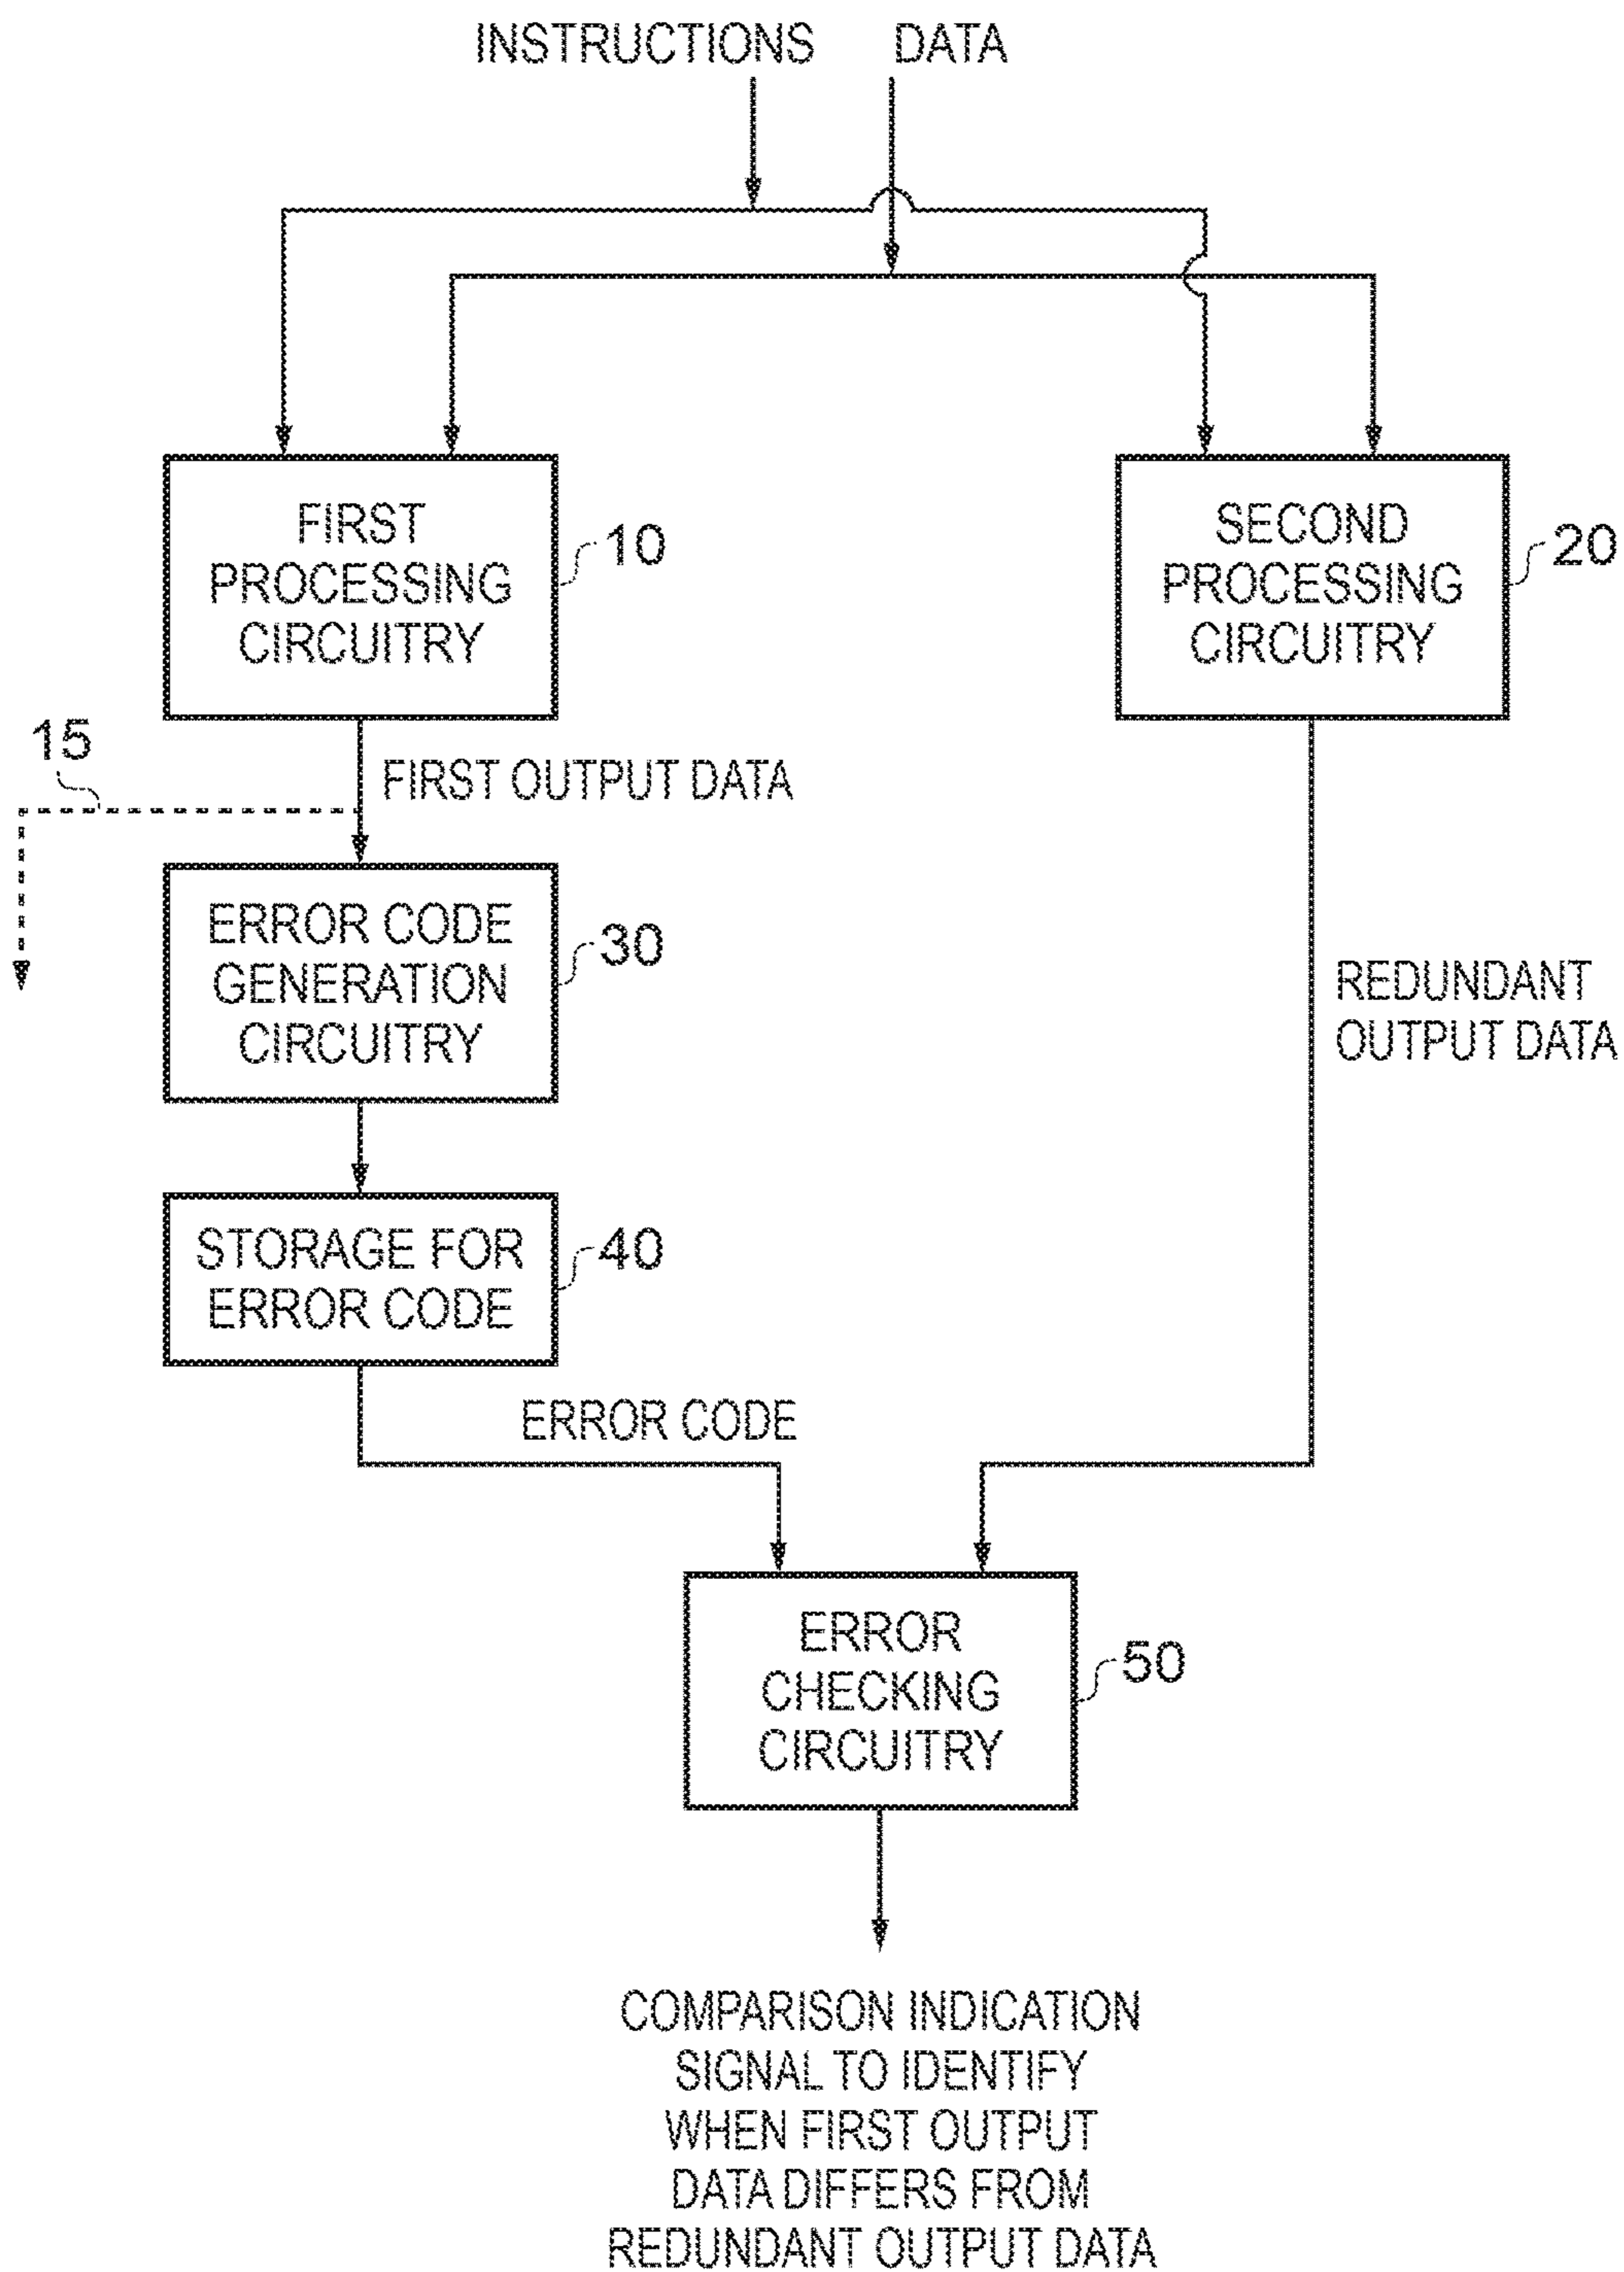 INSTRUCTIONS DATA
FIRST
PROCESSING
CIRCUITRY
10
SECOND
PROCESSING
CIRCUITRY
20
15
FIRST OUTPUT DATA
ERROR CODE
GENERATION
CIRCUITRY
30
REDUNDANT
OUTPUT DATA
STORAGE FOR
ERROR CODE
40
ERROR CODE
ERROR
CHECKING
CIRCUITRY
50
COMPARISON INDICATION
SIGNAL TO IDENTIFY
WHEN FIRST OUTPUT
DATA DIFFERS FROM
REDUNDANT OUTPUT DATA